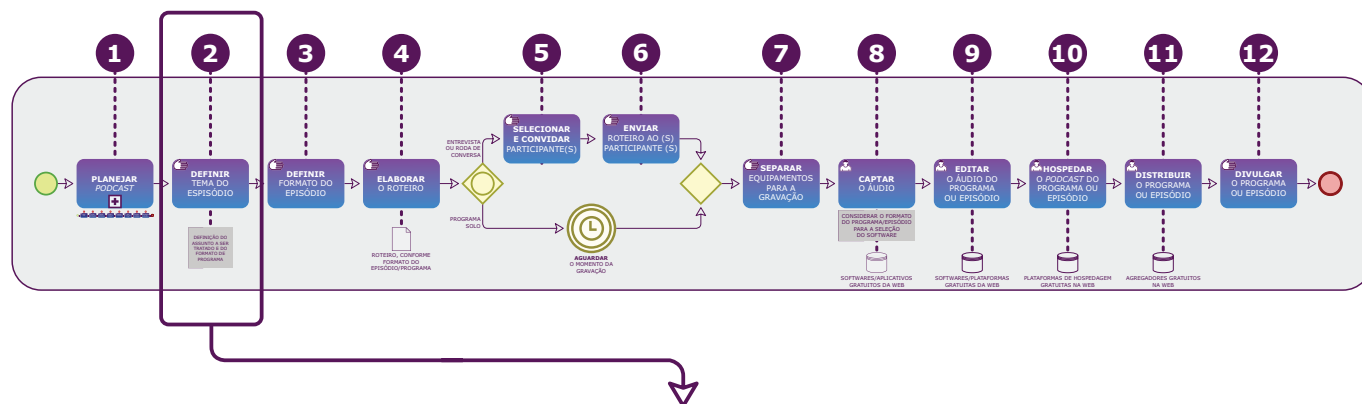 1
2
3
4
5
6
7
8
9
10
11
12
PLANEJAR
PODCAST
DEFINIR
TEMA DO
ESPISÓDIO
DEFINIÇÃO DO
ASSUNTO A SER
TRATADO E DO
FORMATO DE
PROGRAMA
DEFINIR
FORMATO DO
EPISÓDIO
ELABORAR
O ROTEIRO
ROTEIRO, CONFORME
FORMATO DO
EPISÓDIO/PROGRAMA
ENTREVISTA
OU RODA DE
CONVERSA
PROGRAMA
SOLO
SELECIONAR
E CONVIDAR
PARTICIPANTE(S)
ENVIAR
ROTEIRO AO (S)
PARTICIPANTE (S)
AGUARDAR
O MOMENTO DA
GRAVAÇÃO
SEPARAR
EQUIPAMENTOS
PARA A
GRAVAÇÃO
CAPTAR
O ÁUDIO
CONSIDERAR O FORMATO
DO PROGRAMA/EPISÓDIO
PARA A SELEÇÃO
DO SOFTWARE
SOFTWARES/APLICATIVOS
GRATUITOS DA WEB
EDITAR
O ÁUDIO DO
PROGRAMA
OU EPISÓDIO
SOFTWARES/PLATAFORMAS
GRATUITAS DA WEB
HOSPEDAR
O PODCAST DO
PROGRAMA OU
EPISÓDIO
PLATAFORMAS DE HOSPEDAGEM
GRATUITAS NA WEB
DISTRIBUIR
O PROGRAMA
OU EPISÓDIO
AGREGADORES GRATUITOS
NA WEB
DIVULGAR
O PROGRAMA
OU EPISÓDIO